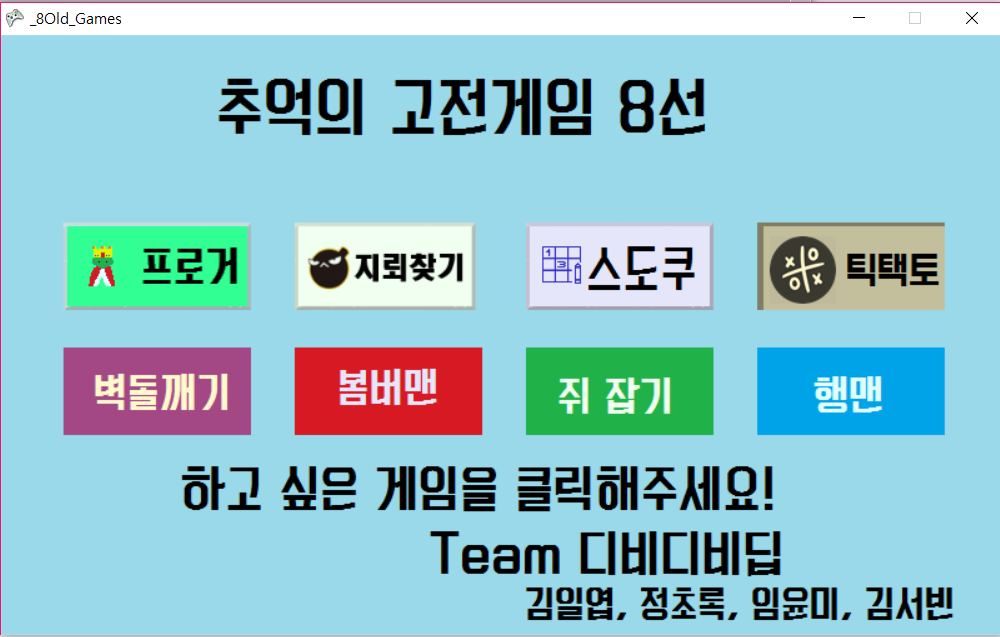 _8Old_Games
추억의 고전게임 8선
프로거 지뢰찾기 스도쿠 틱택토
벽돌깨기 봄버맨 쥐 잡기 행맨
하고 싶은 게임을 클릭해주세요!
Team 디비디비딥
김일엽, 정초록, 임윤미, 김서빈